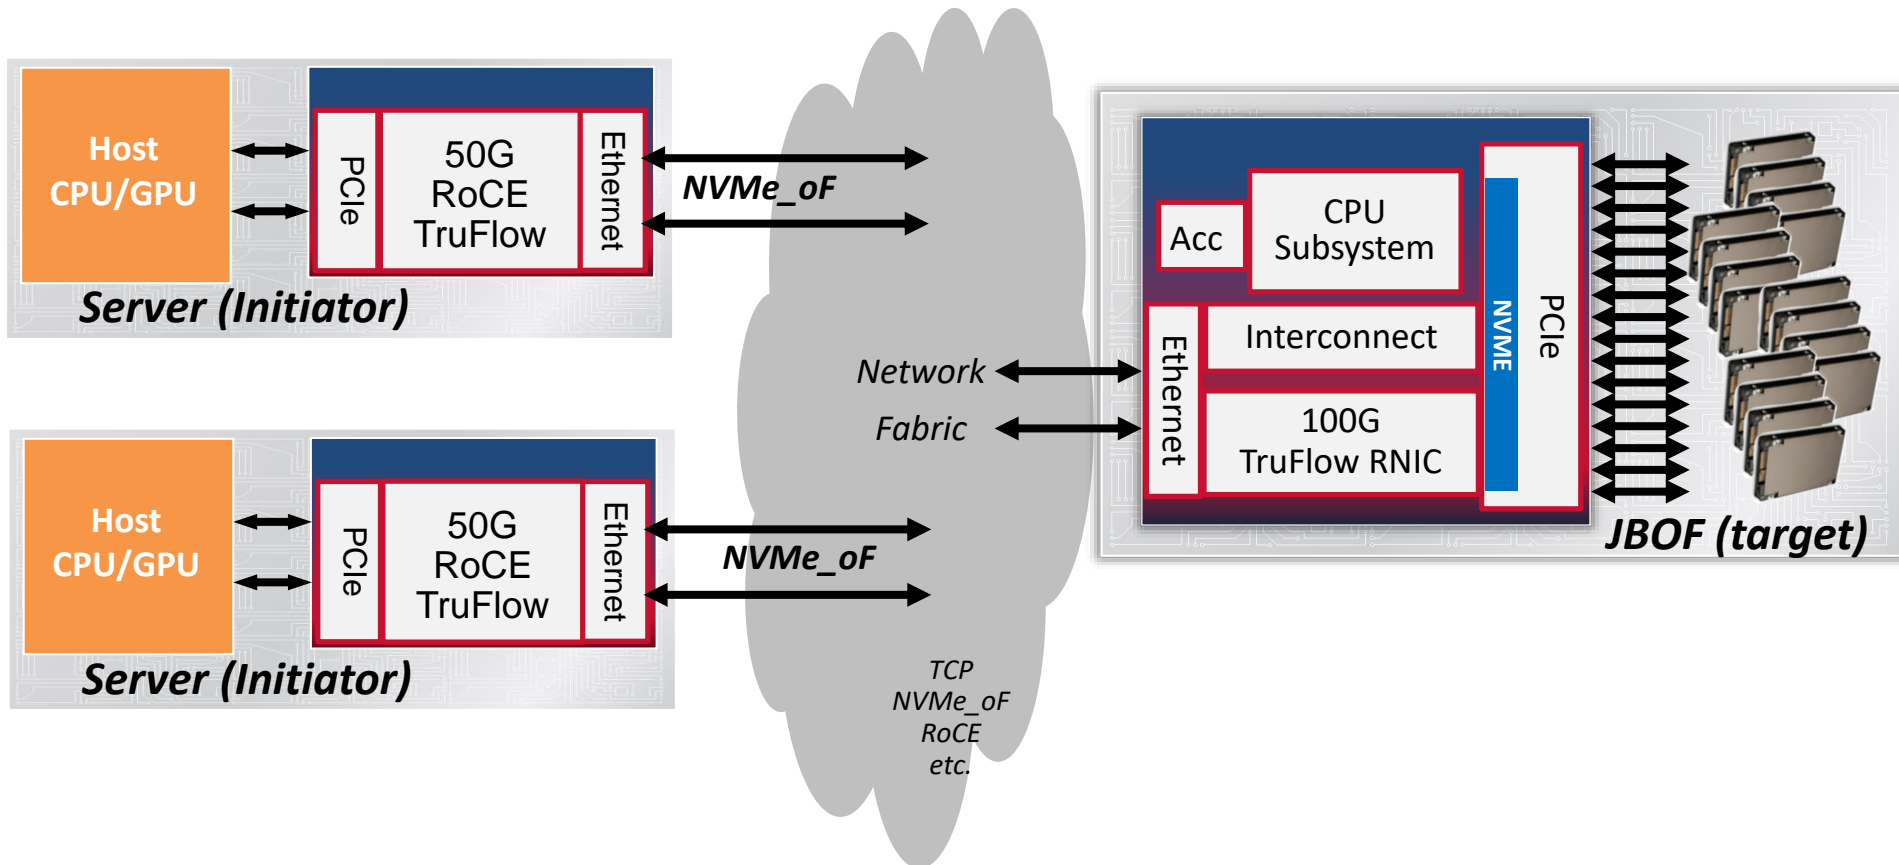 Host
CPU/GPU
PCIe
50G
RoCE
TruFlow
Ethernet
Server (Initiator)
NVMe_oF
Host
CPU/GPU
PCIe
50G
RoCE
TruFlow
Ethernet
Server (Initiator)
NVMe_oF
Network
Fabric
TCP
NVMe_oF
RoCE
etc.
Acc
CPU
Subsystem
Ethernet
Interconnect
100G
TruFlow RNIC
NVME
PCIe
JBOF (target)